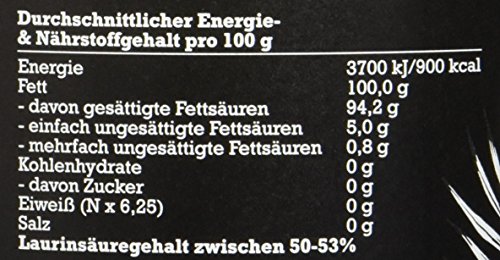 Durchschnittlicher Energie-
& Nährstoffgehalt pro 100 g
Energie 3700 kJ/900 kcal
Fett 100,0 g
- davon gesättigte Fettsäuren 94,2 g
- einfach ungesättigte Fettsäuren 5,0 g
- mehrfach ungesättigte Fettsäuren 0,8 g
Kohlenhydrate 0 g
- davon Zucker 0 g
Eiweiß (N x 6,25) 0 g
Salz 0 g
Laurinsäuregehalt zwischen 50-53%